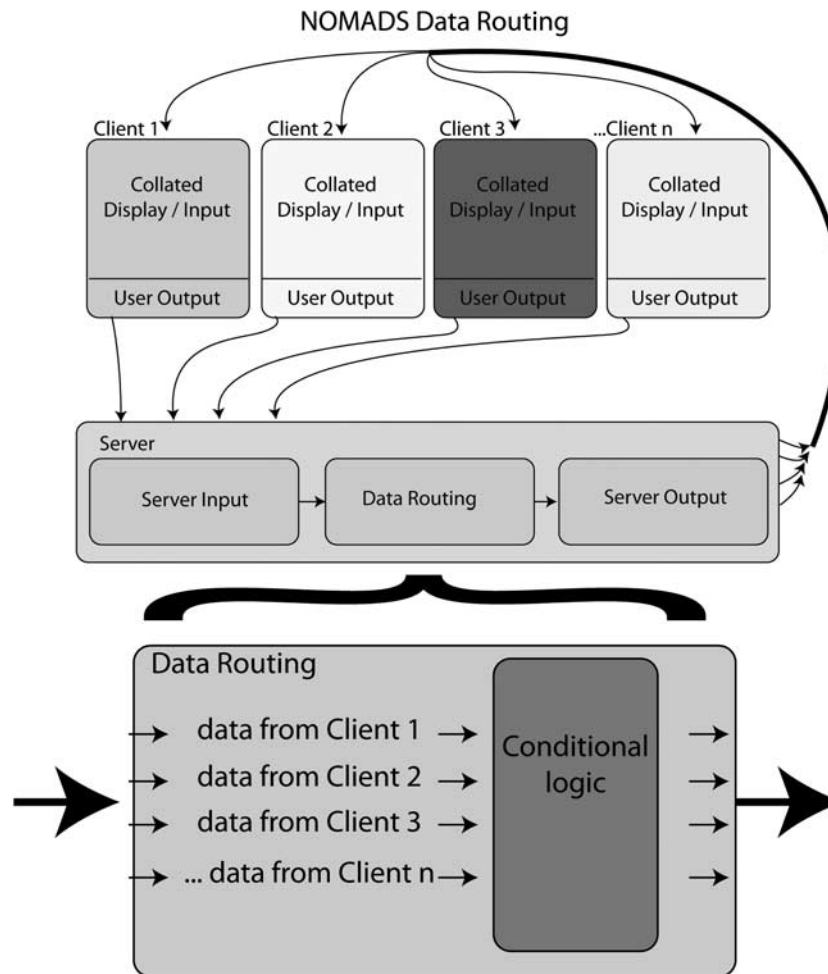 NOMADS Data Routing
Client 1
Client 2
Client 3
...Client n
Collated
Display / Input
Collated
Display / Input
Collated
Display / Input
Collated
Display / Input
User Output
User Output
User Output
User Output
Server
Server Input
Data Routing
Server Output
Data Routing
data from Client 1
data from Client 2
data from Client 3
... data from Client n
Conditional
logic